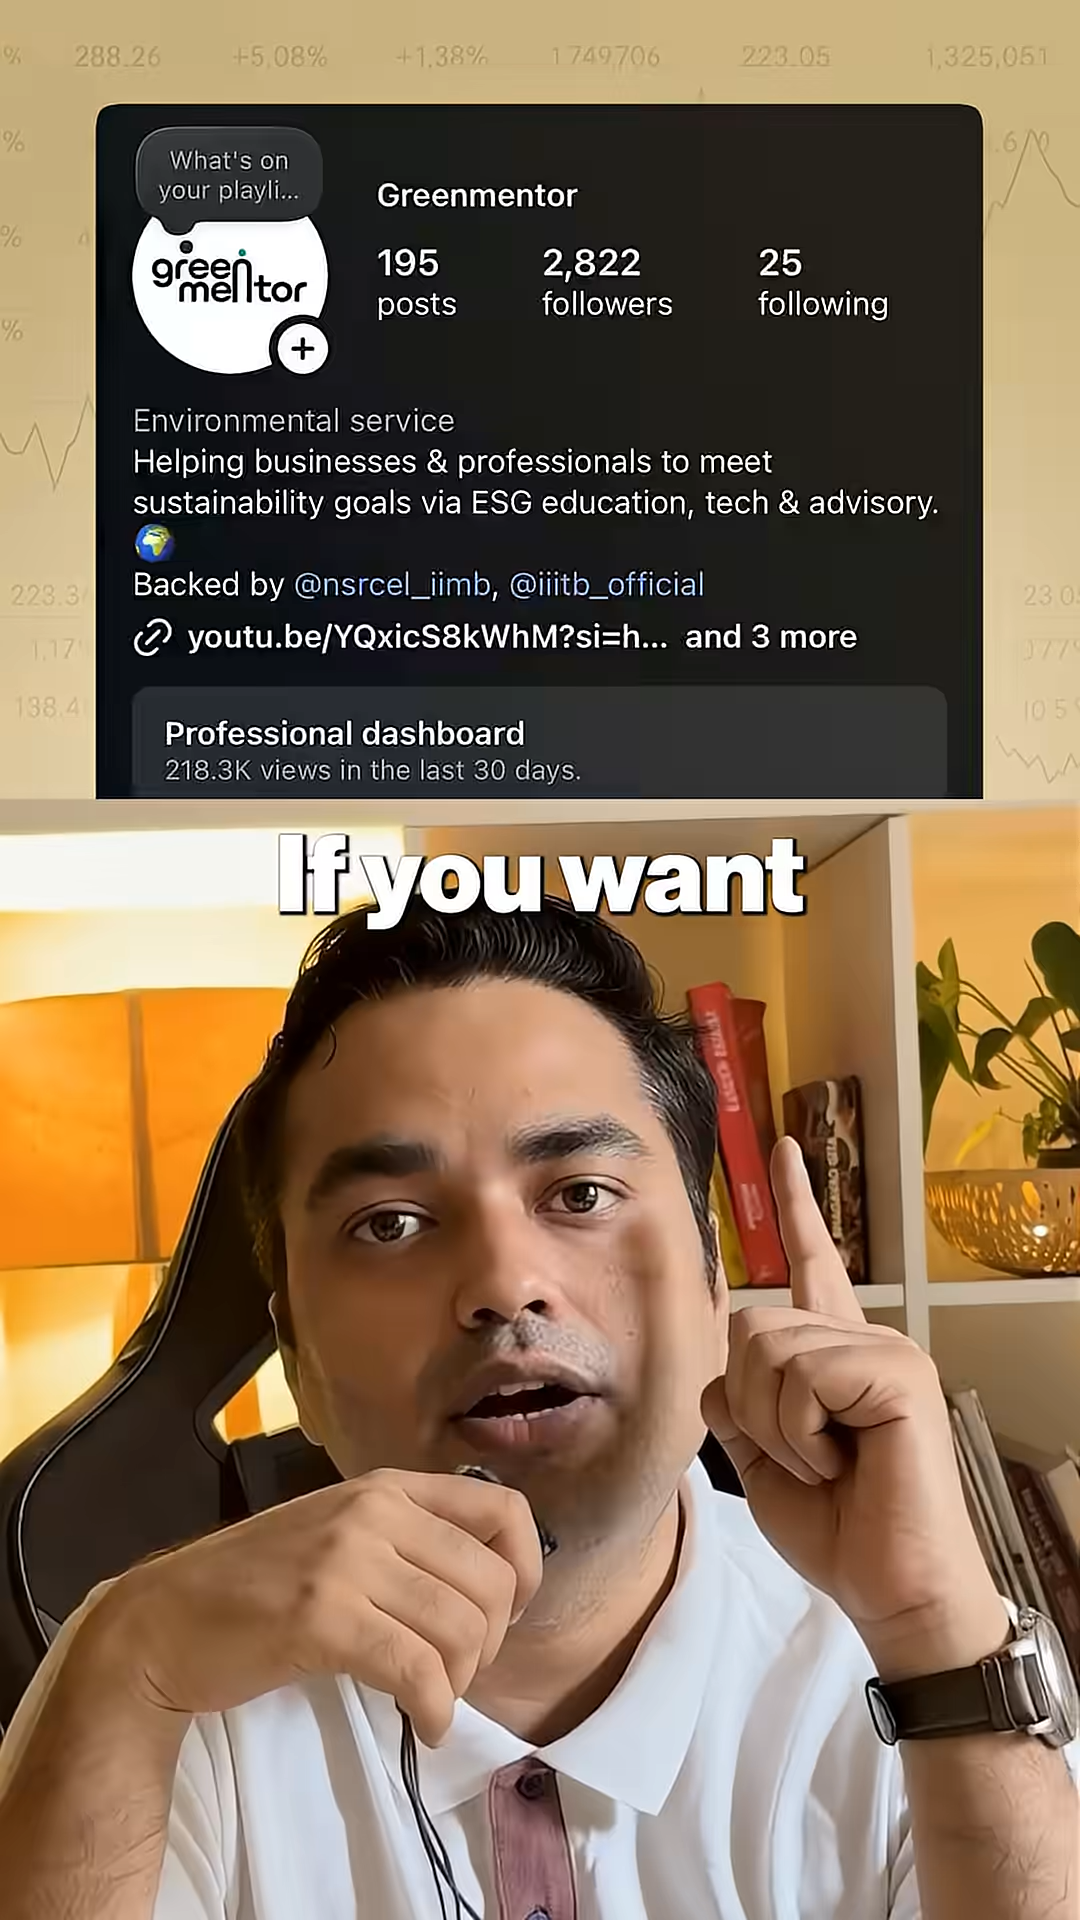 %
288.26
+5,08%
+1,38%
1749,706
223.05
1,325,051
What's on
your playli...
green
mentor
Greenmentor
195
posts
2,822
followers
25
following
Environmental service
Helping businesses & professionals to meet
sustainability goals via ESG education, tech & advisory.
Backed by @nsrcel_iimb, @iiitb_official
youtu.be/YQxicS8kWhM?si=h... and 3 more
Professional dashboard
218.3K views in the last 30 days.
If you want